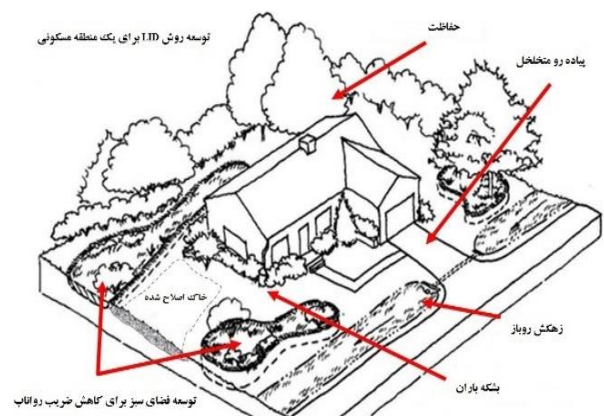 توسعه روش LID برای یک منطقه مسکونی
حفاظت
پیاده رو متخلخل
خاک اصلاح شده
زهکش روباز
بشکه باران
توسعه فضای سبز برای کاهش ضریب رواناب